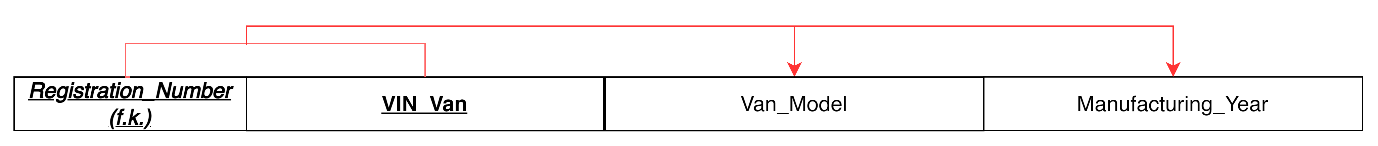 Registration_Number
(f.k.)
VIN_Van
Van_Model
Manufacturing_Year